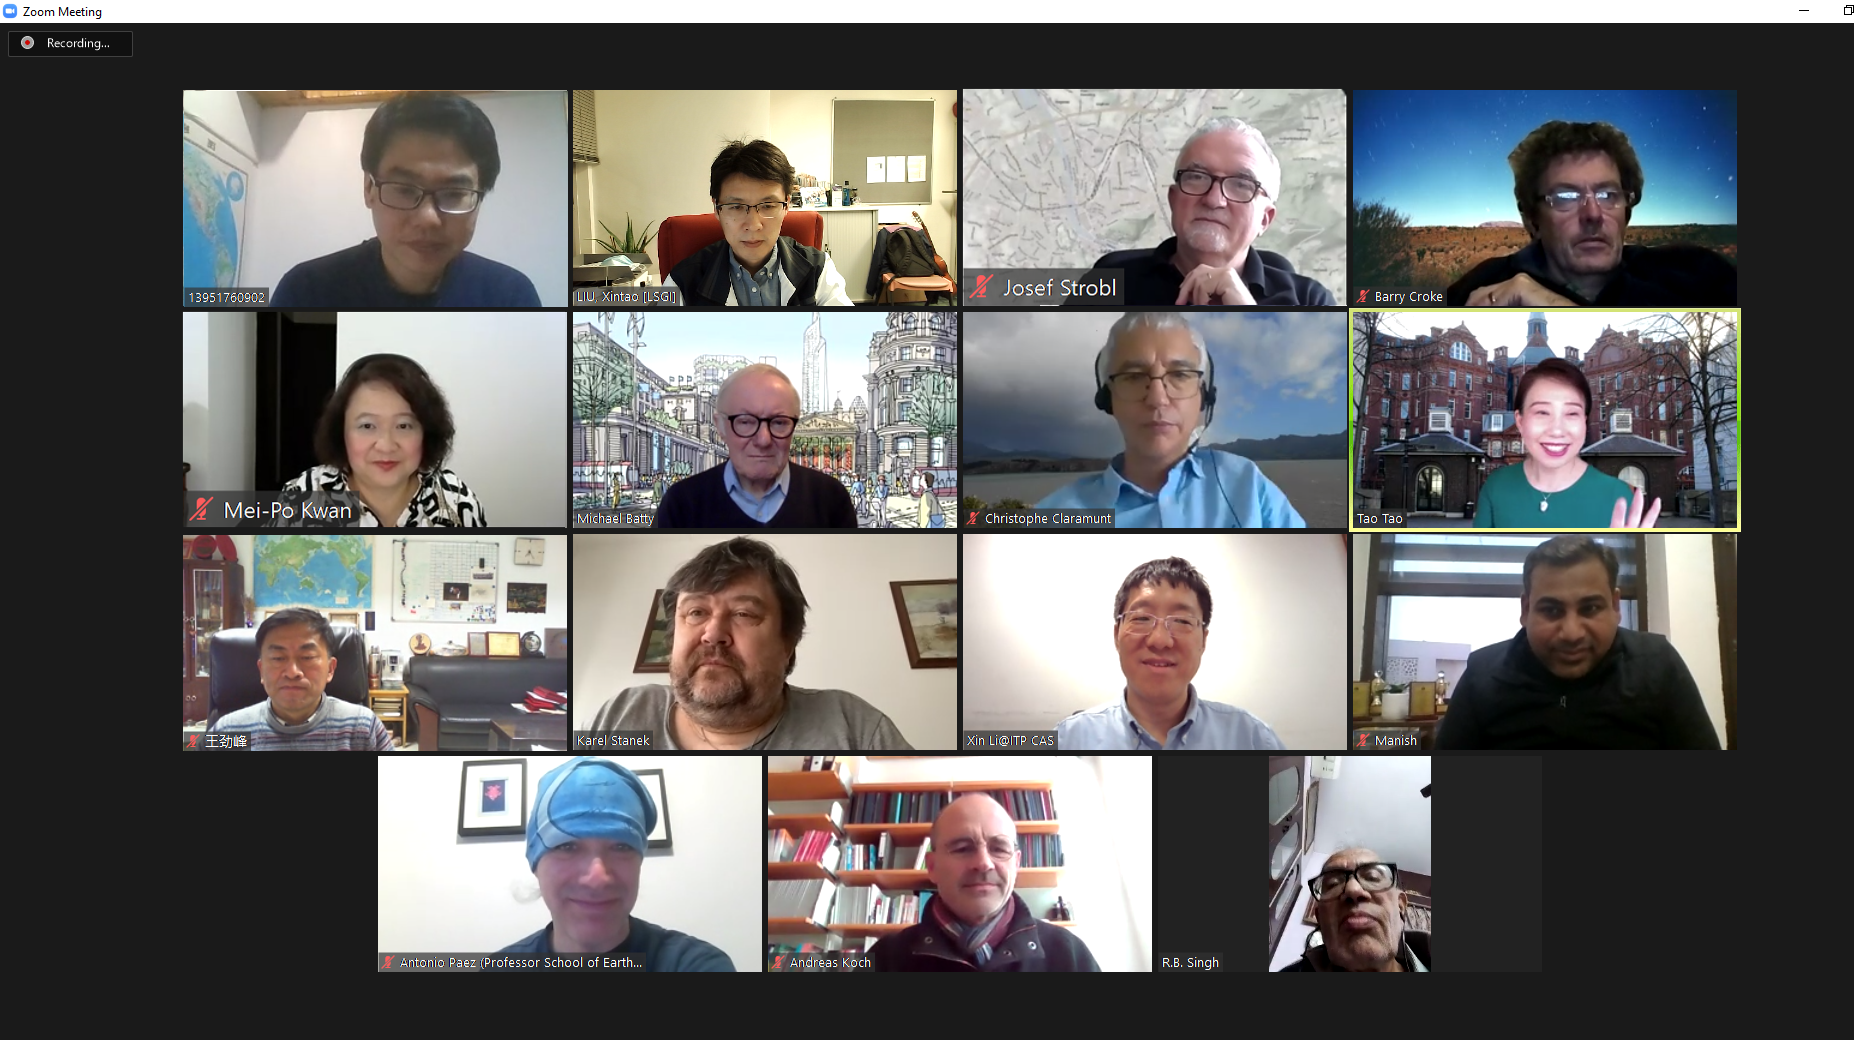 Zoom Meeting
Recording...
13951760902
LIU, Xintao [LSGI]
Josef Strobl
Barry Croke
Mei-Po Kwan
Michael Batty
Christophe Claramunt
Tao Tao
王劲峰
Karel Stanek
Xin Li@ITP CAS
Manish
Antonio Paez (Professor School of Earth...
Andreas Koch
R.B. Singh